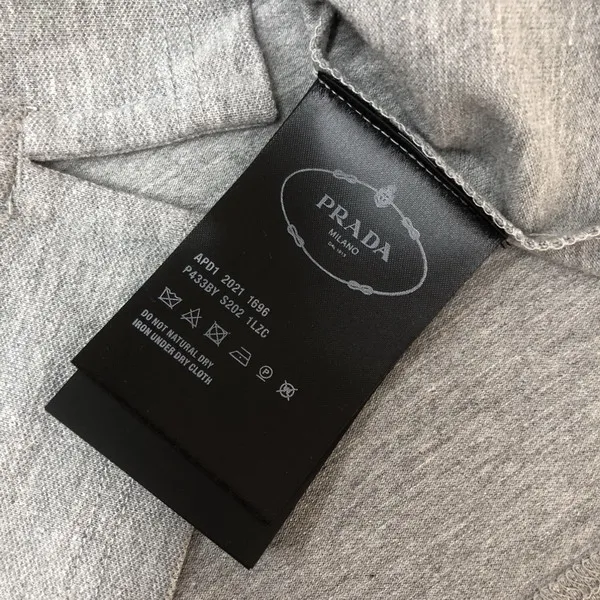 PRADA
MILANO
DAL 1913
APD1 2021 1696
P433BY S202 1LZC
DO NOT NATURAL DRY
IRON UNDER DRY CLOTH